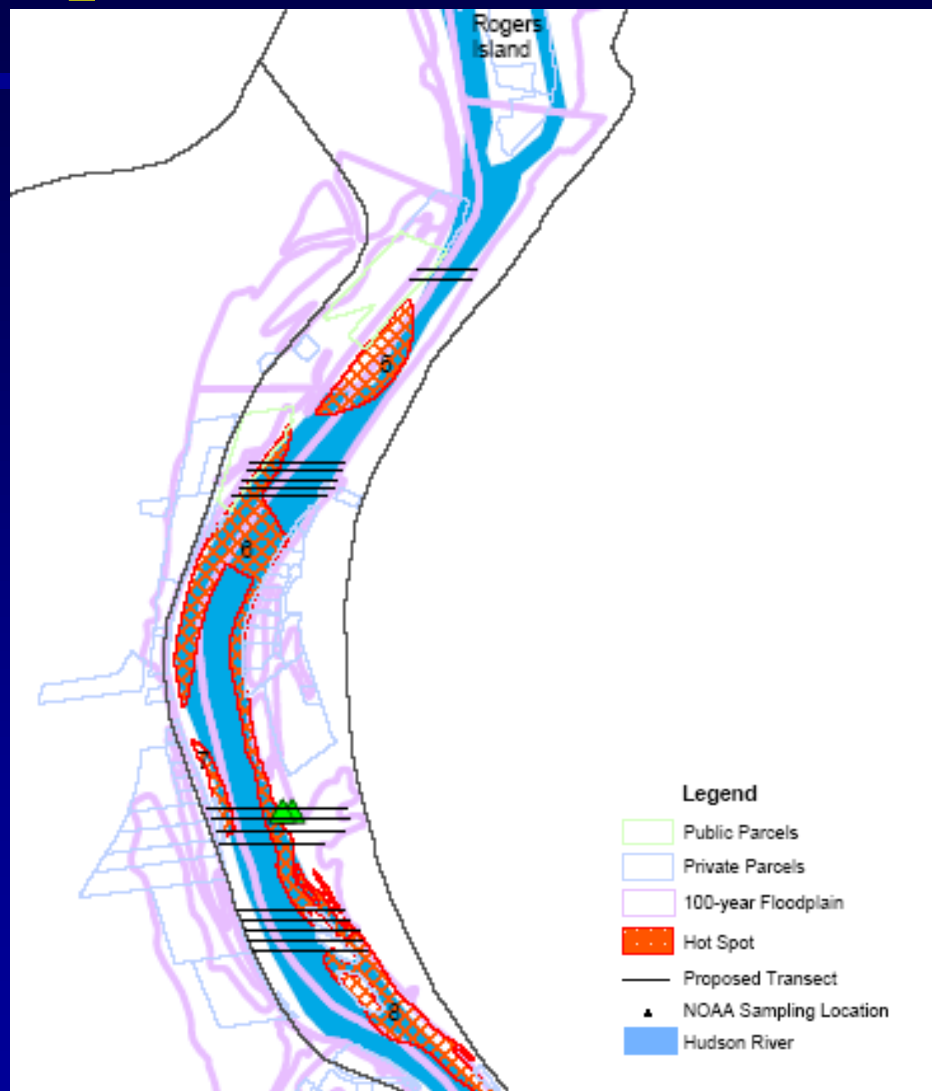 Rogers
Island
5
6
7
8
Legend
Public Parcels
Private Parcels
100-year Floodplain
Hot Spot
Proposed Transect
NOAA Sampling Location
Hudson River